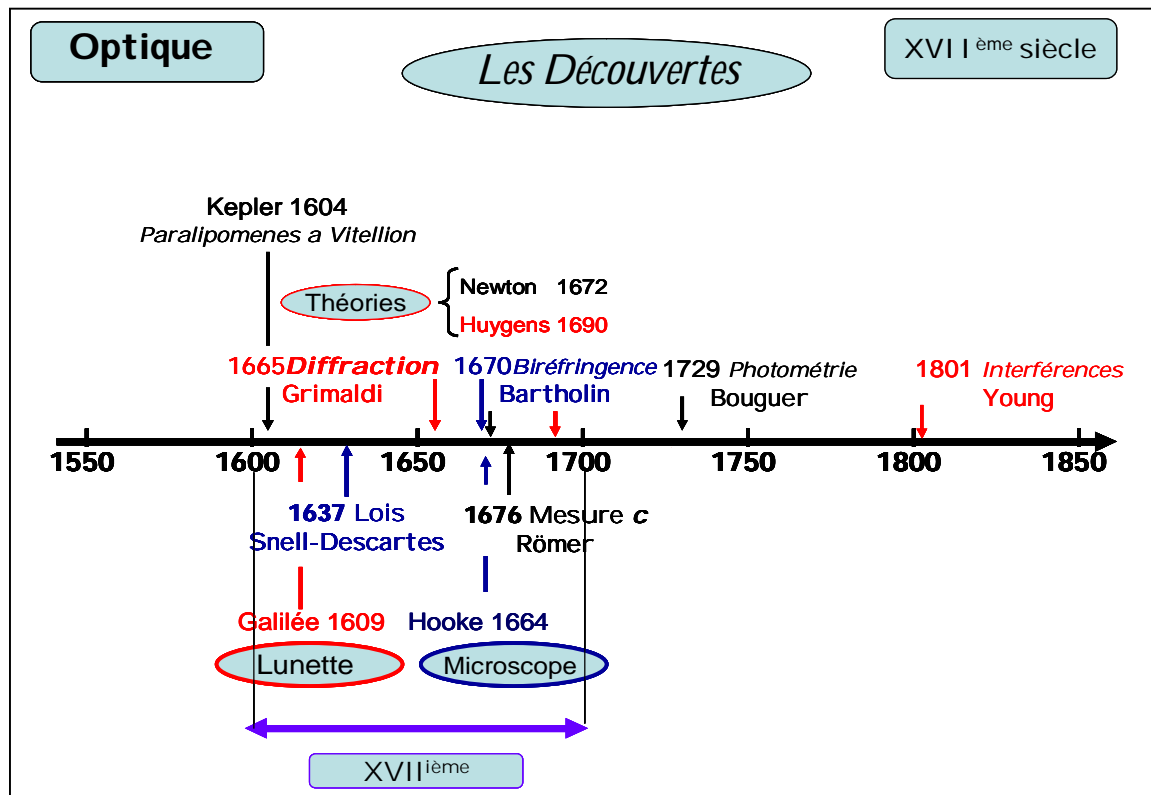 Optique
Les Découvertes
XVII ème siècle
Kepler 1604
Paralipomenes a Vitellion
Théories
Newton 1672
Huygens 1690
1665Diffraction
Grimaldi
1670Biréfringence
Bartholin
1729 Photométrie
Bouguer
1801 Interférences
Young
1550 1600 1650 1700 1750 1800 1850
1637 Lois
Snell-Descartes
1676 Mesure c
Römer
Galilée 1609
Hooke 1664
Lunette
Microscope
XVIIième